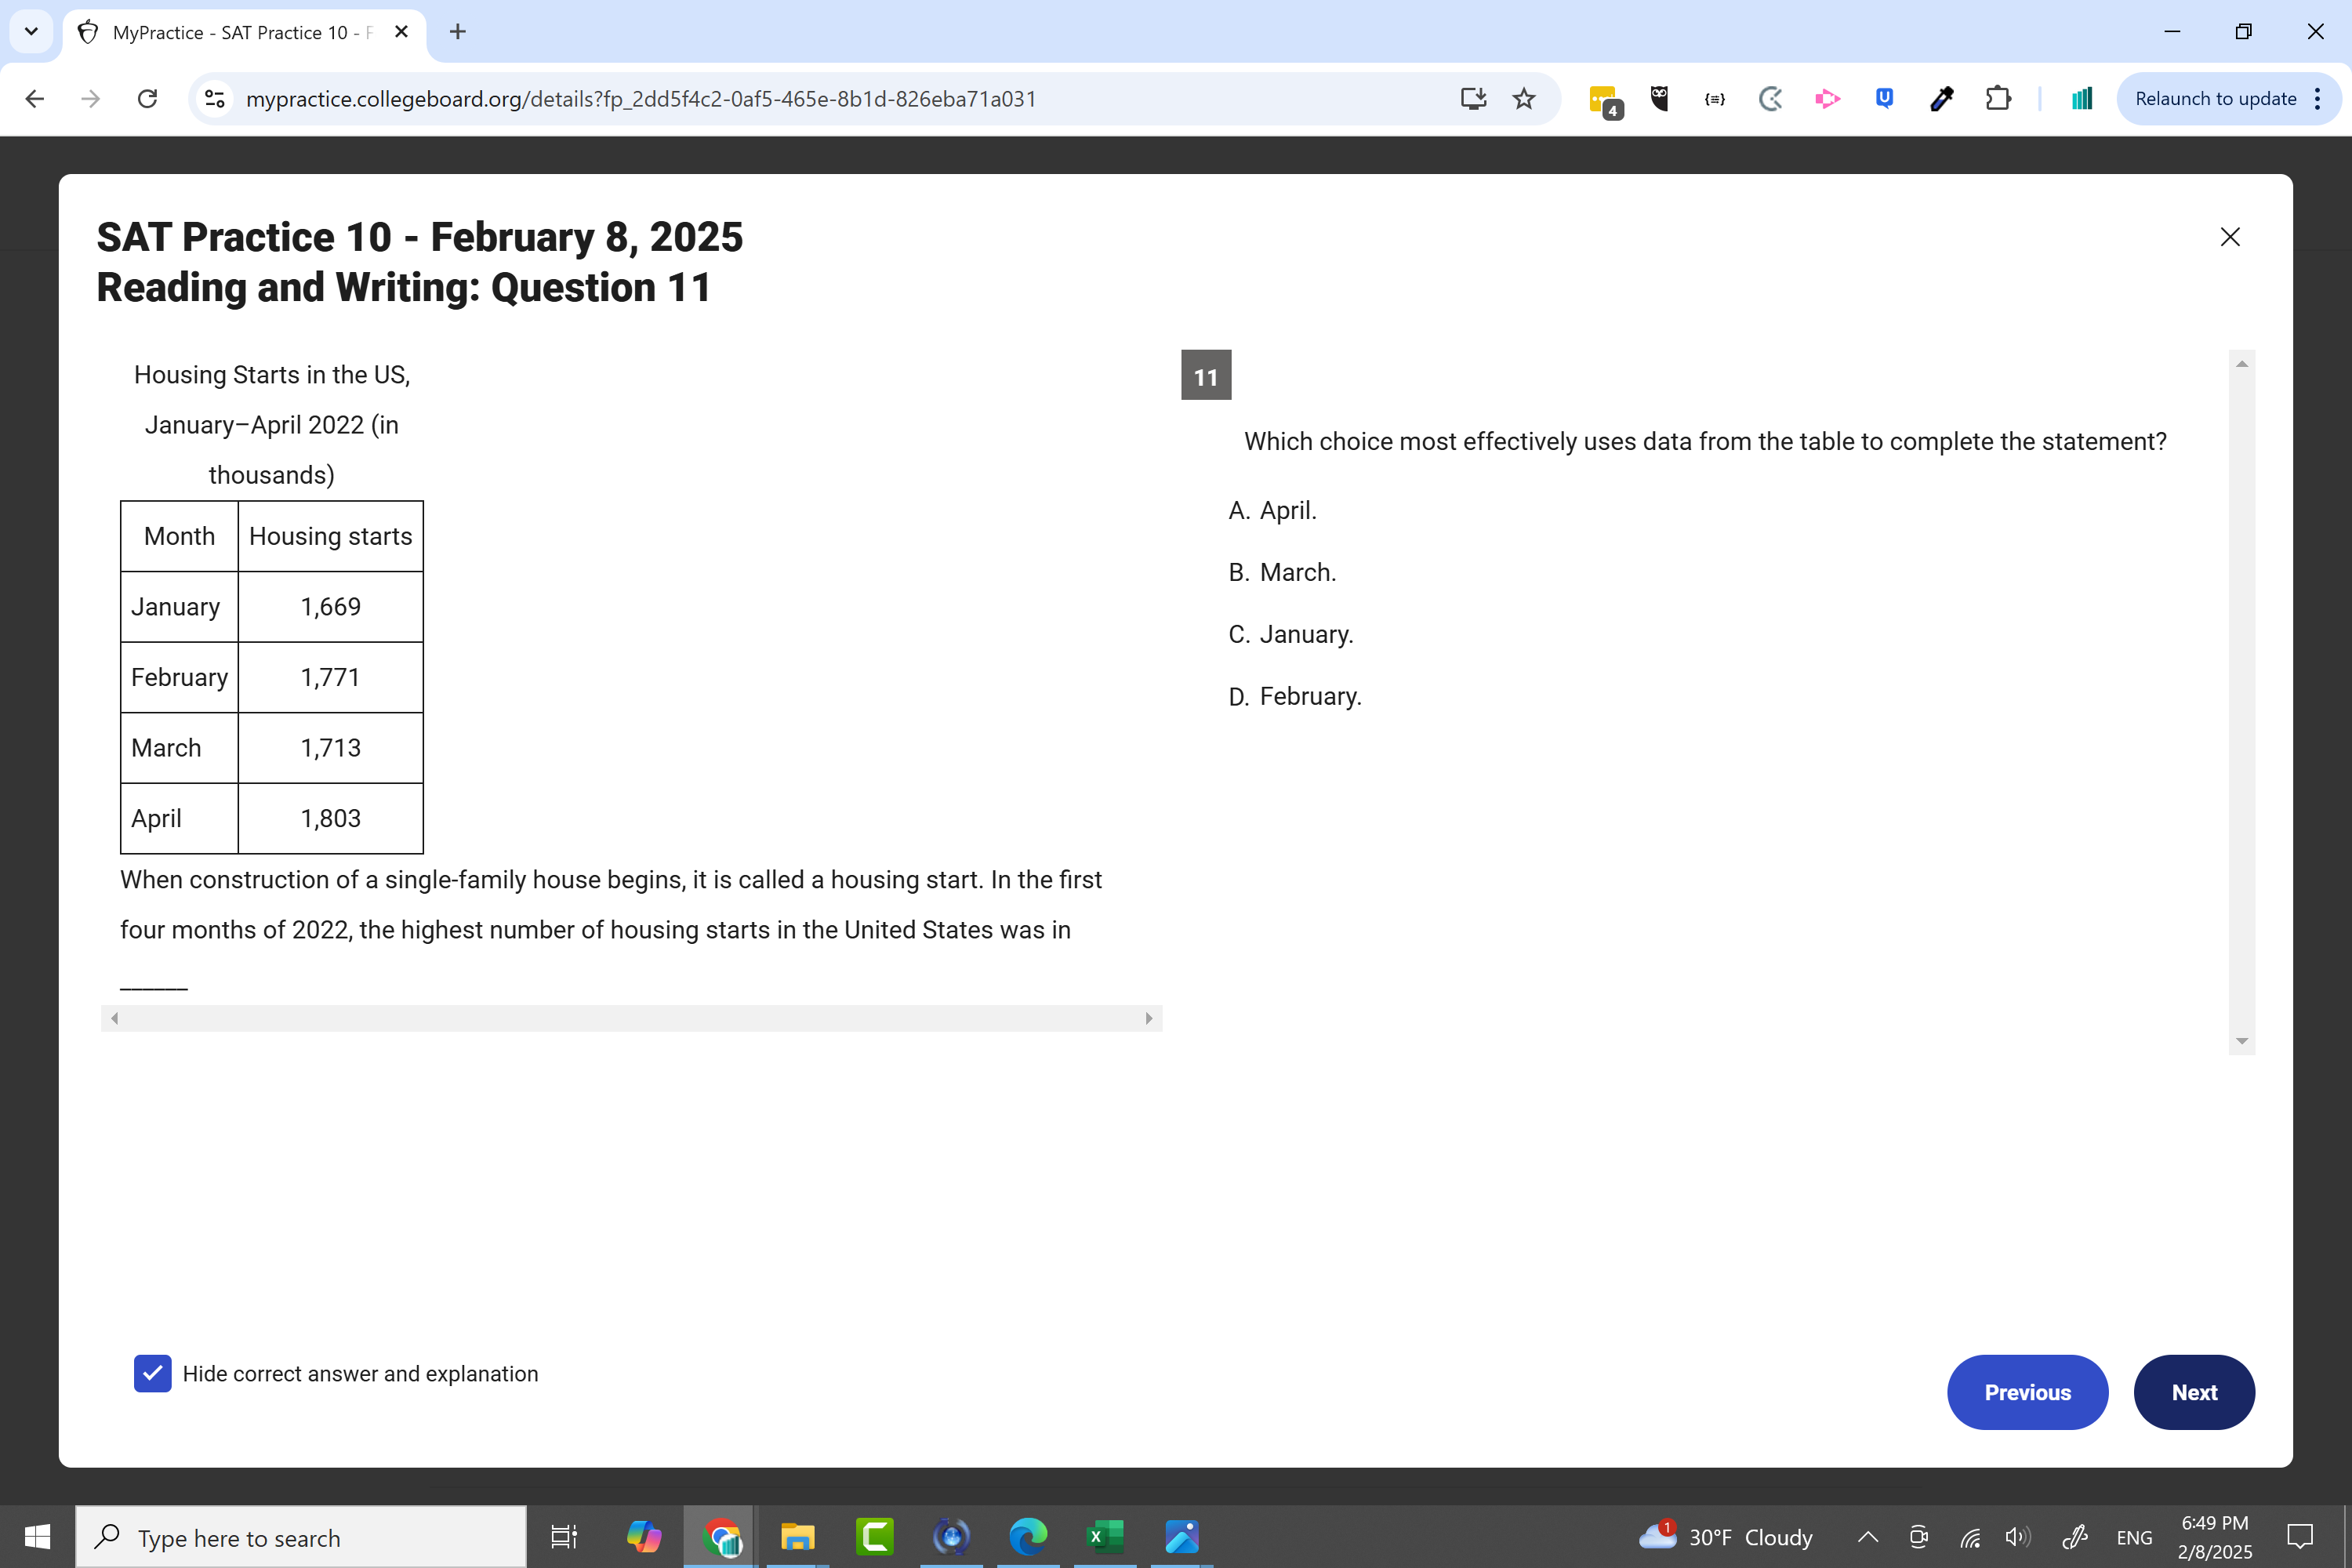 MyPractice - SAT Practice 10 - F
mypractice.collegeboard.org/details?fp_2dd5f4c2-0af5-465e-8b1d-826eba71a031
4
Relaunch to update
SAT Practice 10 - February 8, 2025
Reading and Writing: Question 11
Housing Starts in the US,
January–April 2022 (in
thousands)
Month Housing starts
January 1,669
February 1,771
March 1,713
April 1,803
When construction of a single-family house begins, it is called a housing start. In the first
four months of 2022, the highest number of housing starts in the United States was in
______
11
Which choice most effectively uses data from the table to complete the statement?
A. April.
B. March.
C. January.
D. February.
Hide correct answer and explanation
Previous
Next
Type here to search
1
30°F Cloudy
ENG
6:49 PM
2/8/2025